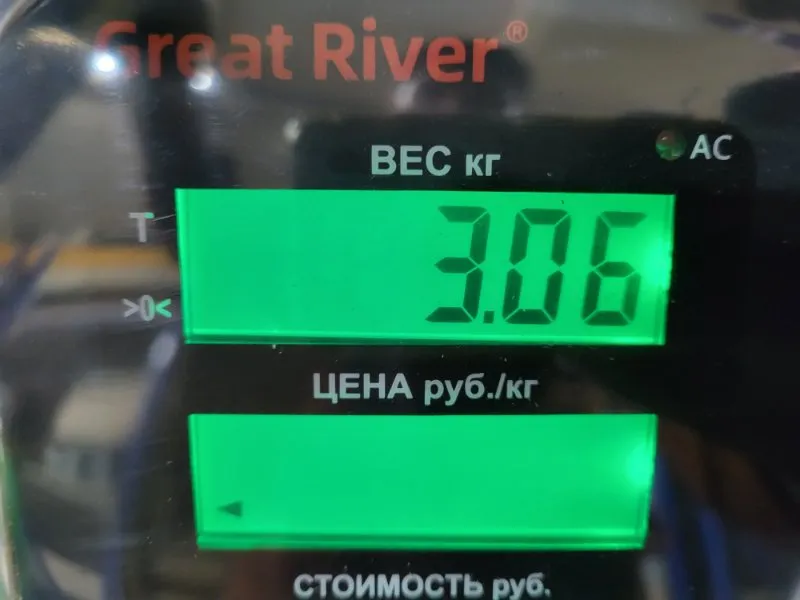 Great River®
AC
ВЕС кг
T
3.06
>0<
ЦЕНА руб./кг
СТОИМОСТЬ руб.